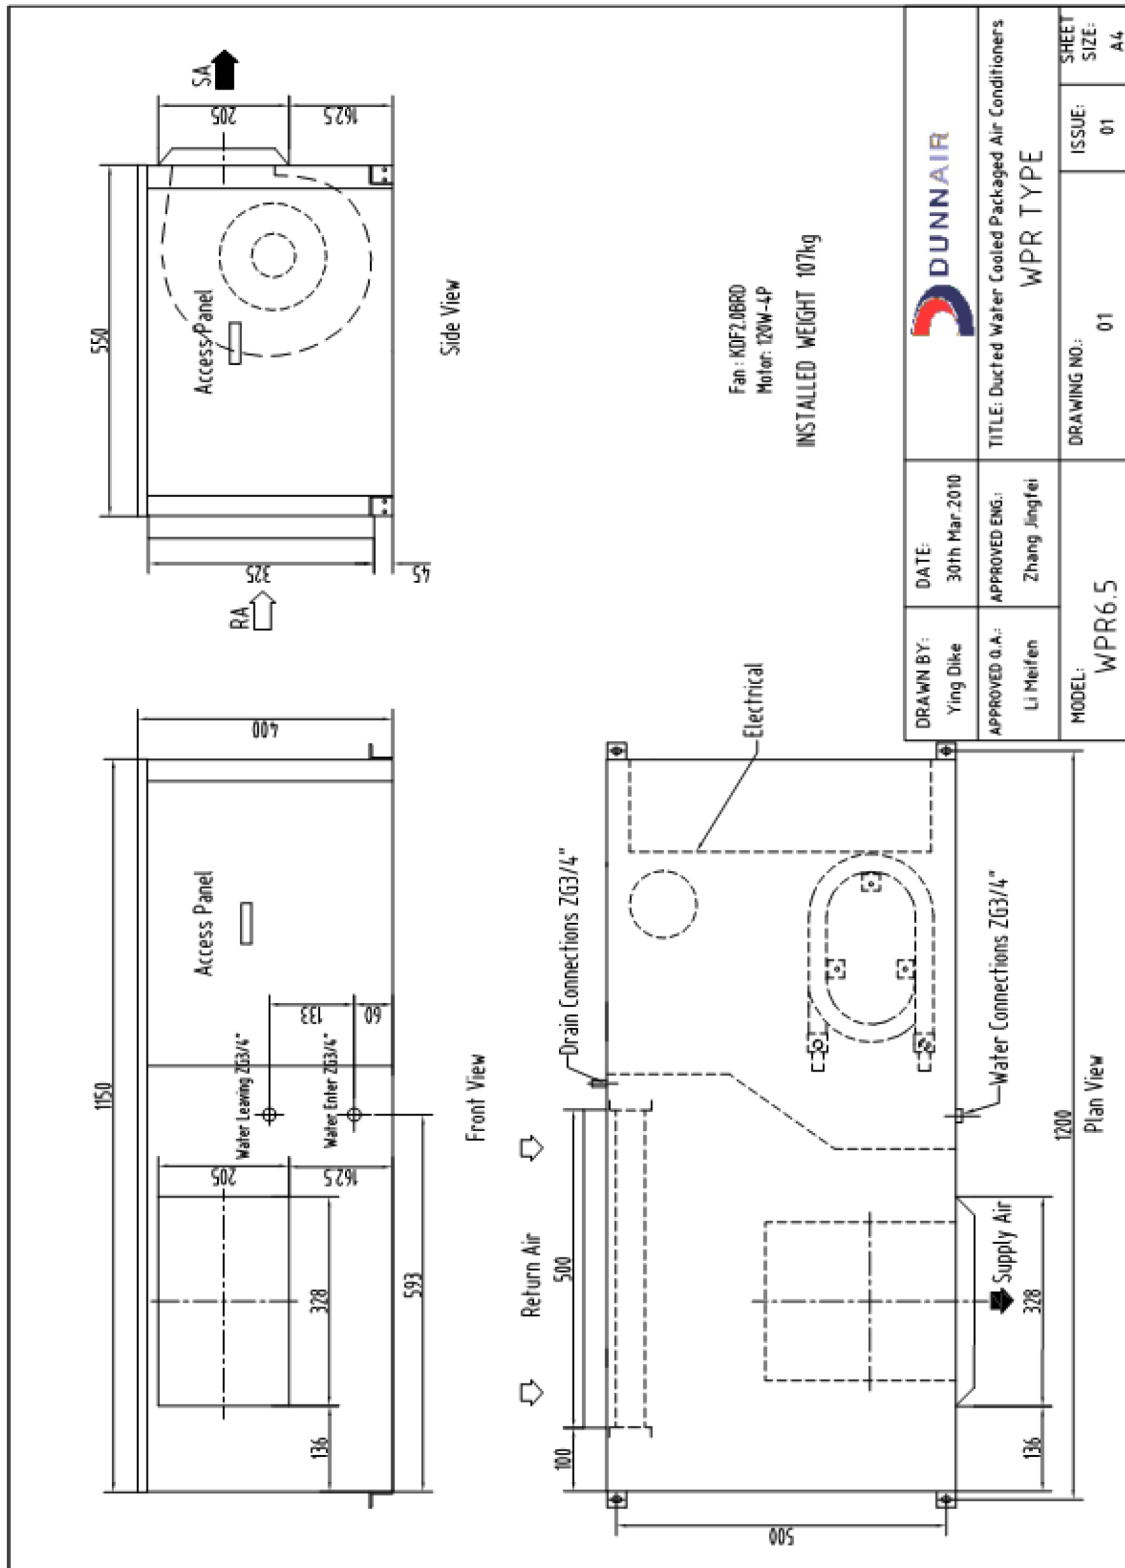 1150
400
Access Panel
Water Leaving ZG3/4"
Water Enter ZG3/4"
133
60
205
162.5
328
136
593
Front View
550
SA
205
162.5
Access Panel
325
45
RA
Side View
Return Air
500
100
Drain Connections ZG3/4"
Electrical
Water Connections ZG3/4"
Supply Air
328
136
500
1200
Plan View
Fan : KDF2.0BRD
Motor: 120W-4P
INSTALLED WEIGHT 107kg
DRAWN BY:
Ying Dike
DATE:
30th Mar.2010
DUNNAIR
APPROVED Q.A.:
Li Meifen
APPROVED ENG.:
Zhang Jingfei
TITLE: Ducted Water Cooled Packaged Air Conditioners
WPR TYPE
MODEL:
WPR6.5
DRAWING NO.:
01
ISSUE:
01
SHEET
SIZE:
A4